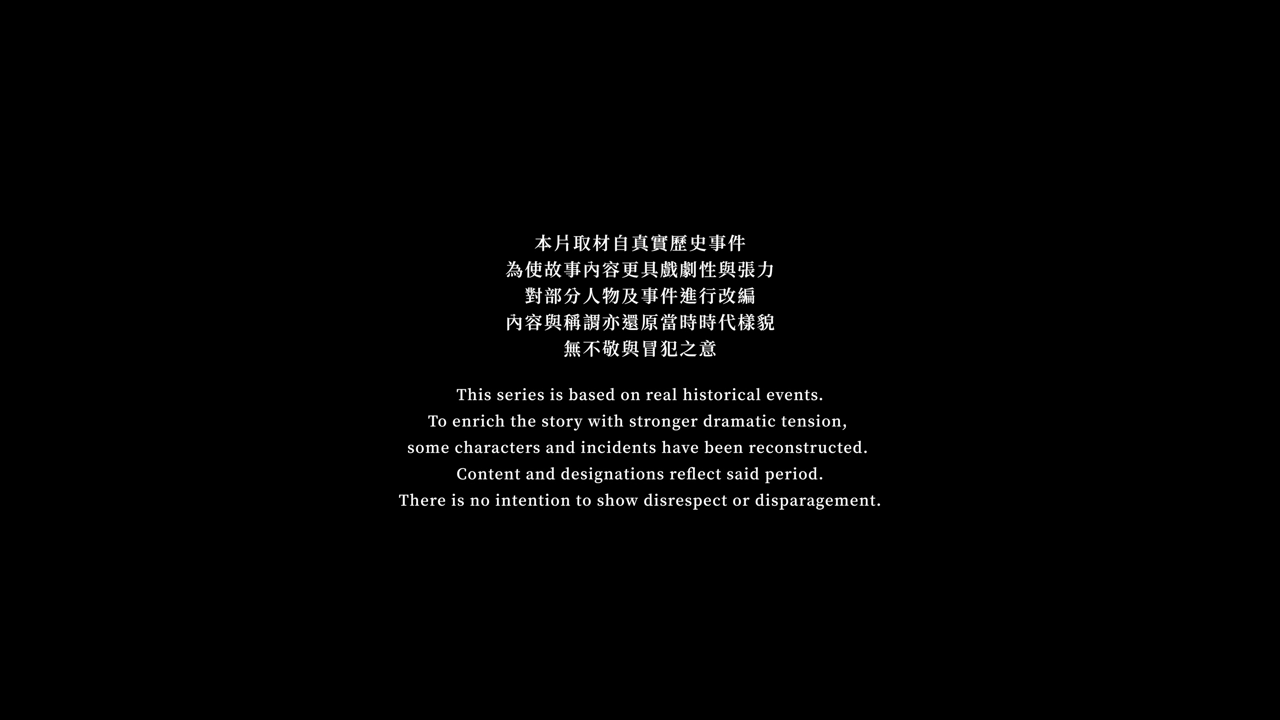 本片取材自真實歷史事件
為使故事內容更具戲劇性與張力
對部分人物及事件進行改編
內容與稱謂亦還原當時時代樣貌
無不敬與冒犯之意
This series is based on real historical events.
To enrich the story with stronger dramatic tension,
some characters and incidents have been reconstructed.
Content and designations reflect said period.
There is no intention to show disrespect or disparagement.